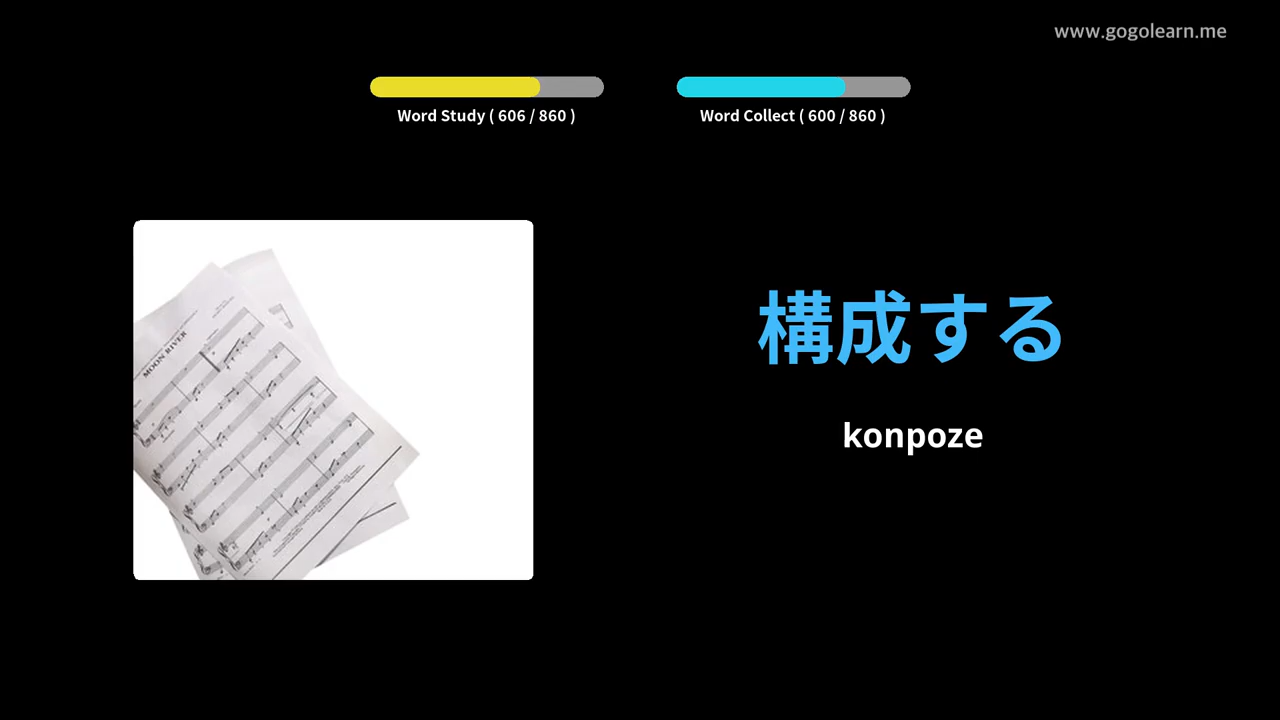 www.gogolearn.me
Word Study ( 606 / 860 )
Word Collect ( 600 / 860 )
MOON RIVER
構成する
konpoze